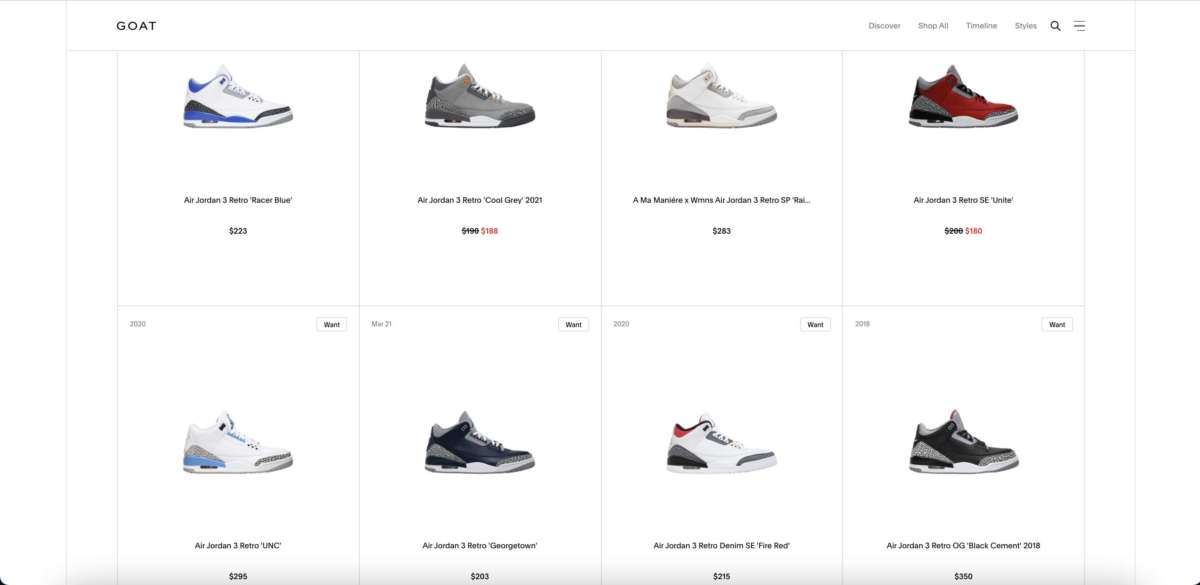 GOAT
Discover Shop All Timeline Styles
Air Jordan 3 Retro 'Racer Blue'
$223
Air Jordan 3 Retro 'Cool Grey' 2021
$190 $188
A Ma Maniére x Wmns Air Jordan 3 Retro SP 'Rai...
$283
Air Jordan 3 Retro SE 'Unite'
$200 $180
2020 Want
Air Jordan 3 Retro 'UNC'
$295
Mar 21 Want
Air Jordan 3 Retro 'Georgetown'
$203
2020 Want
Air Jordan 3 Retro Denim SE 'Fire Red'
$215
2018 Want
Air Jordan 3 Retro OG 'Black Cement' 2018
$350